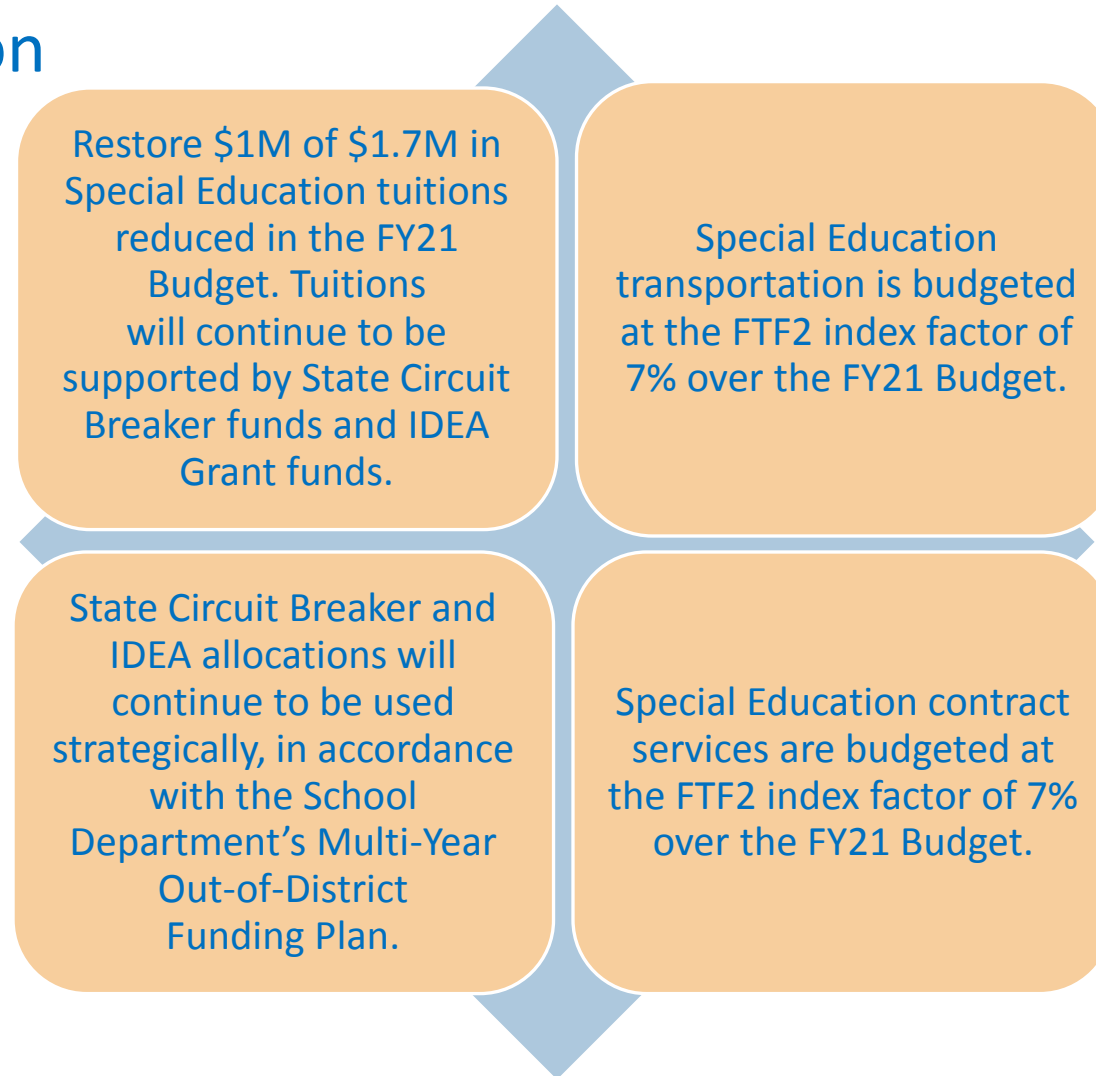 on
Restore $1M of $1.7M in
Special Education tuitions
reduced in the FY21
Budget. Tuitions
will continue to be
supported by State Circuit
Breaker funds and IDEA
Grant funds.
Special Education
transportation is budgeted
at the FTF2 index factor of
7% over the FY21 Budget.
State Circuit Breaker and
IDEA allocations will
continue to be used
strategically, in accordance
with the School
Department’s Multi-Year
Out-of-District
Funding Plan.
Special Education contract
services are budgeted at
the FTF2 index factor of 7%
over the FY21 Budget.